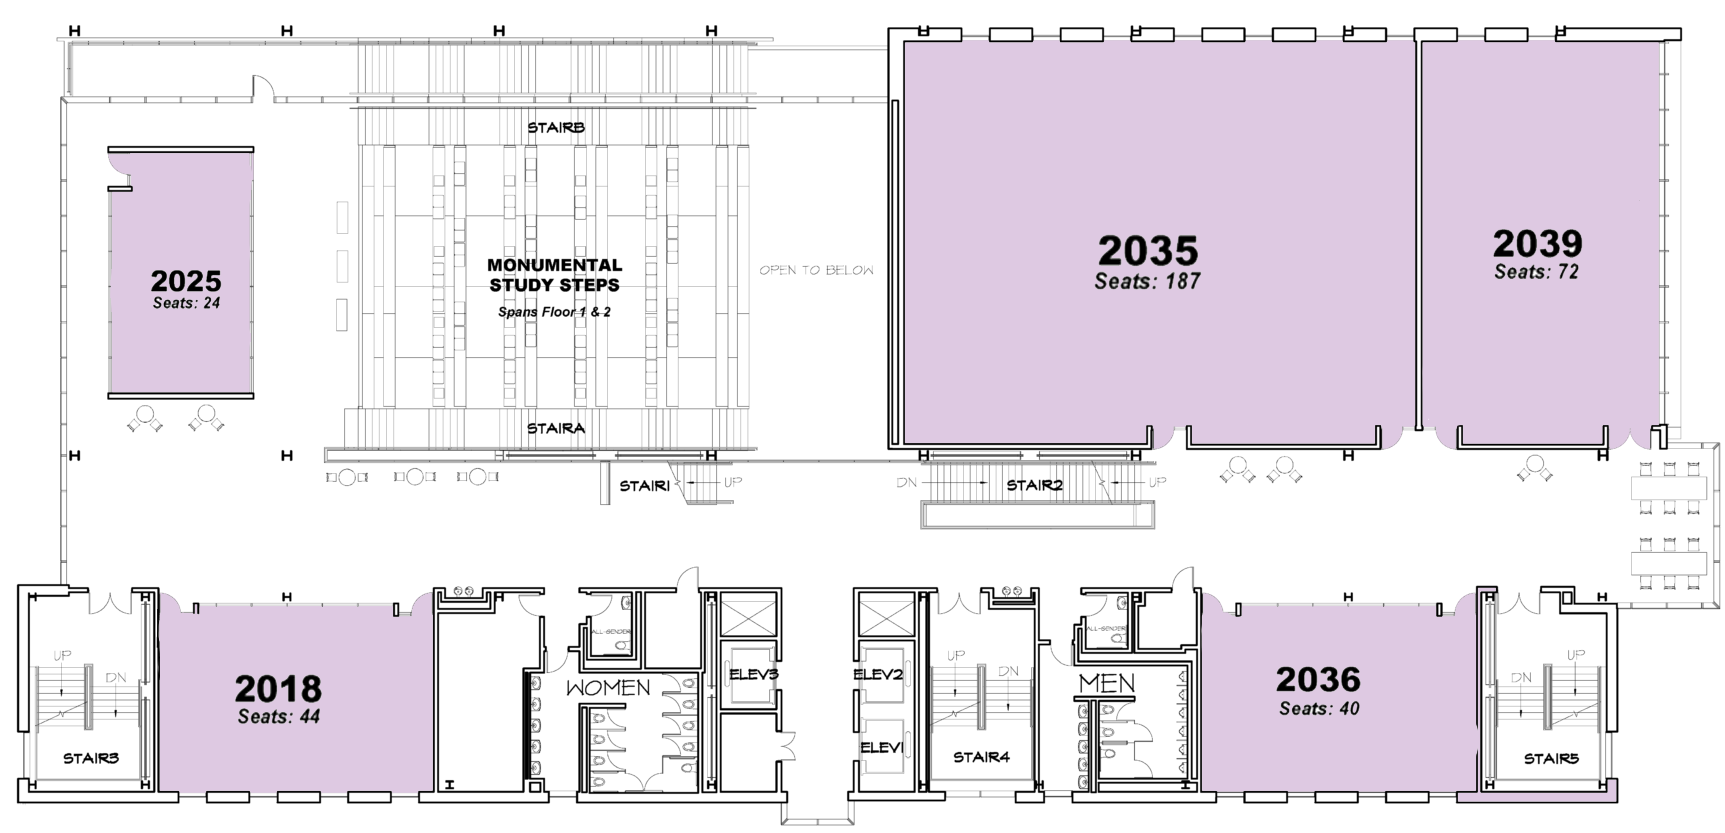 STAIRB
2035
Seats: 187
2039
Seats: 72
2025
Seats: 24
MONUMENTAL
STUDY STEPS
Spans Floor 1 & 2
OPEN TO BELOW
STAIRA
STAIR1
UP
DN
STAIR2
UP
UP
DN
STAIR3
2018
Seats: 44
ALL-GENDER
WOMEN
ELEV3
ELEV2
ELEV1
UP
DN
STAIR4
ALL-GENDER
MEN
2036
Seats: 40
DN
UP
STAIR5